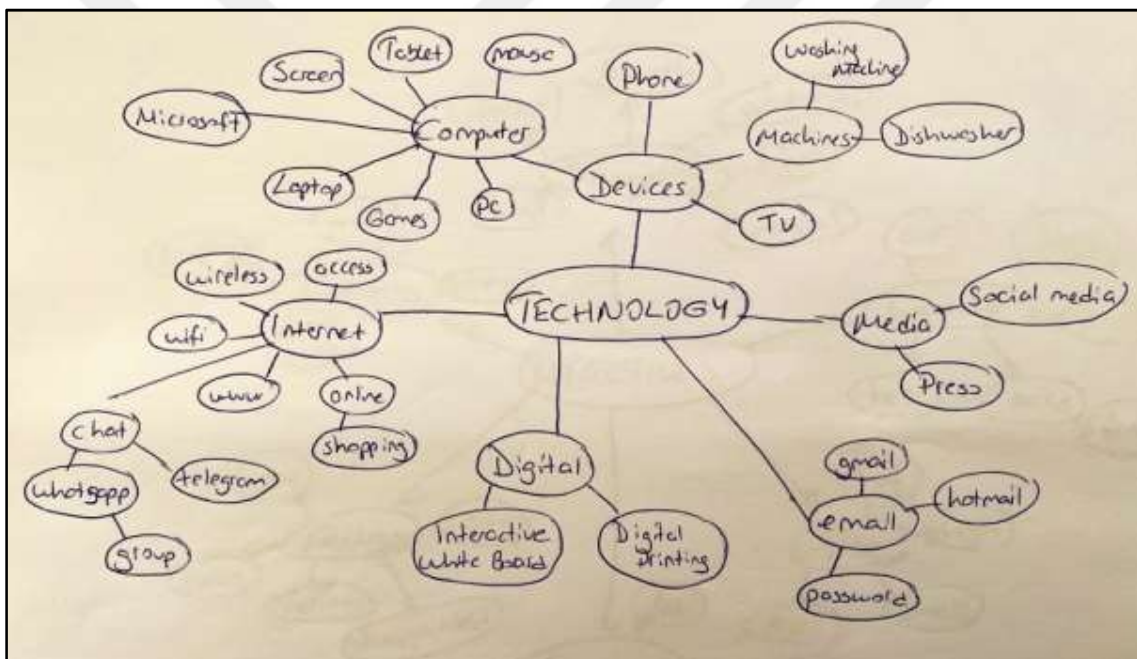 Tablet
mouse
Screen
Microsoft
Computer
Laptop
Games
PC
Phone
Washing
Machine
Machines
Dishwasher
Devices
TV
TECHNOLOGY
wireless
access
wifi
Internet
www
online
shopping
chat
whatsapp
telegram
group
Digital
Interactive
White Board
Digital
Printing
Media
Social media
Press
gmail
email
hotmail
password